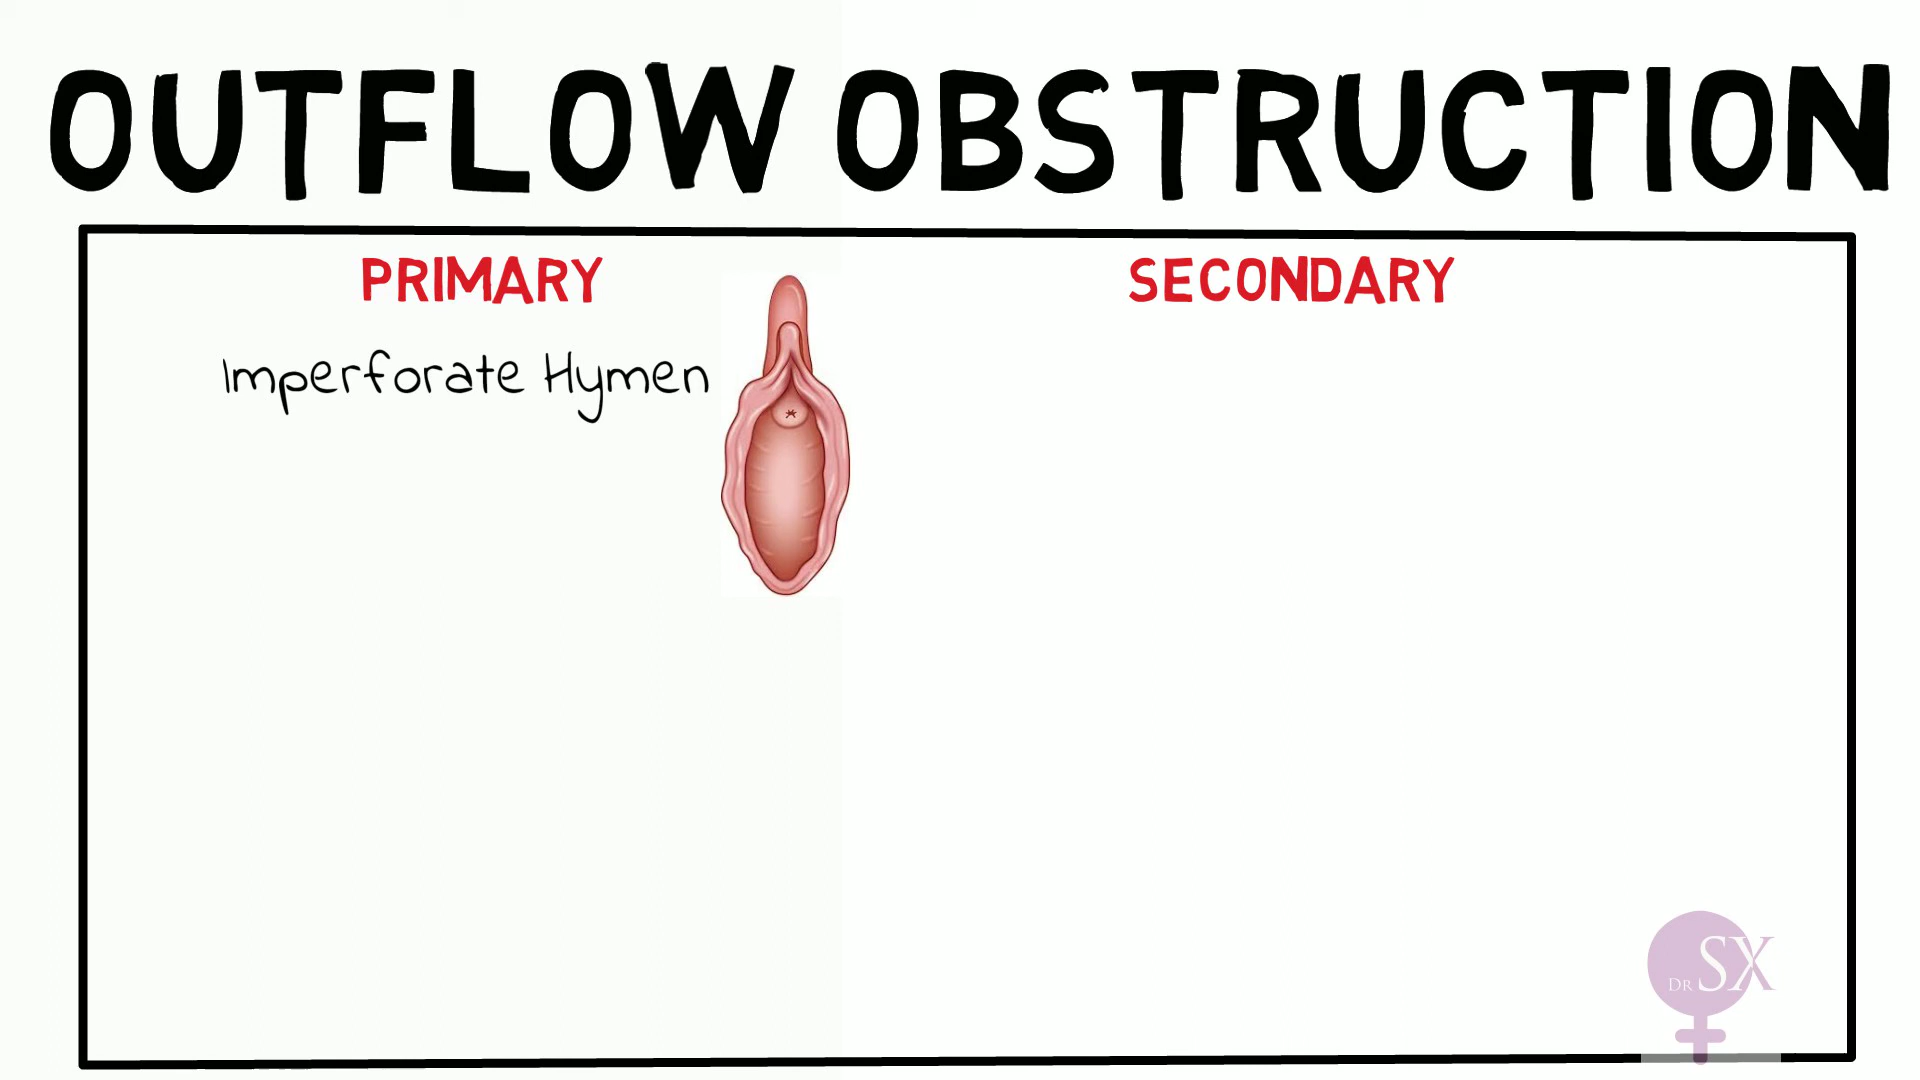 OUTFLOW OBSTRUCTION
PRIMARY
SECONDARY
Imperforate Hymen
DR SX